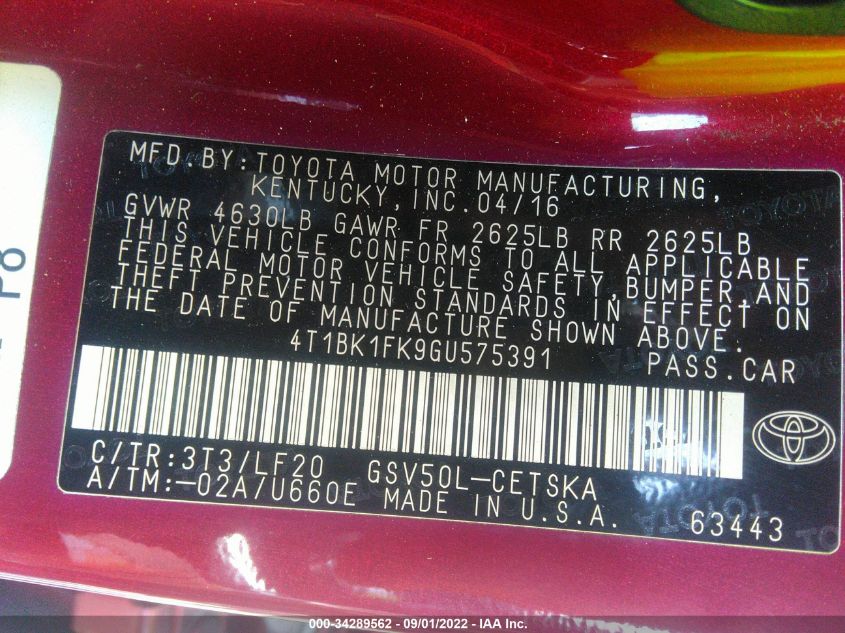 MFD.BY:TOYOTA MOTOR MANUFACTURING,
KENTUCKY,INC.04/16
GVWR 4630LB GAWR FR 2625LB RR 2625LB
THIS VEHICLE CONFORMS TO ALL APPLICABLE
FEDERAL MOTOR VEHICLE SAFETY,BUMPER,AND
THEFT PREVENTION STANDARDS IN EFFECT ON
THE DATE OF MANUFACTURE SHOWN ABOVE.
4T1BK1FK9GU575391 PASS.CAR
C/TR:3T3/LF20 GSV50L-CETSKA
A/TM:-02A/U660E MADE IN U.S.A. 63443
000-34289562 - 09/01/2022 - IAA Inc.